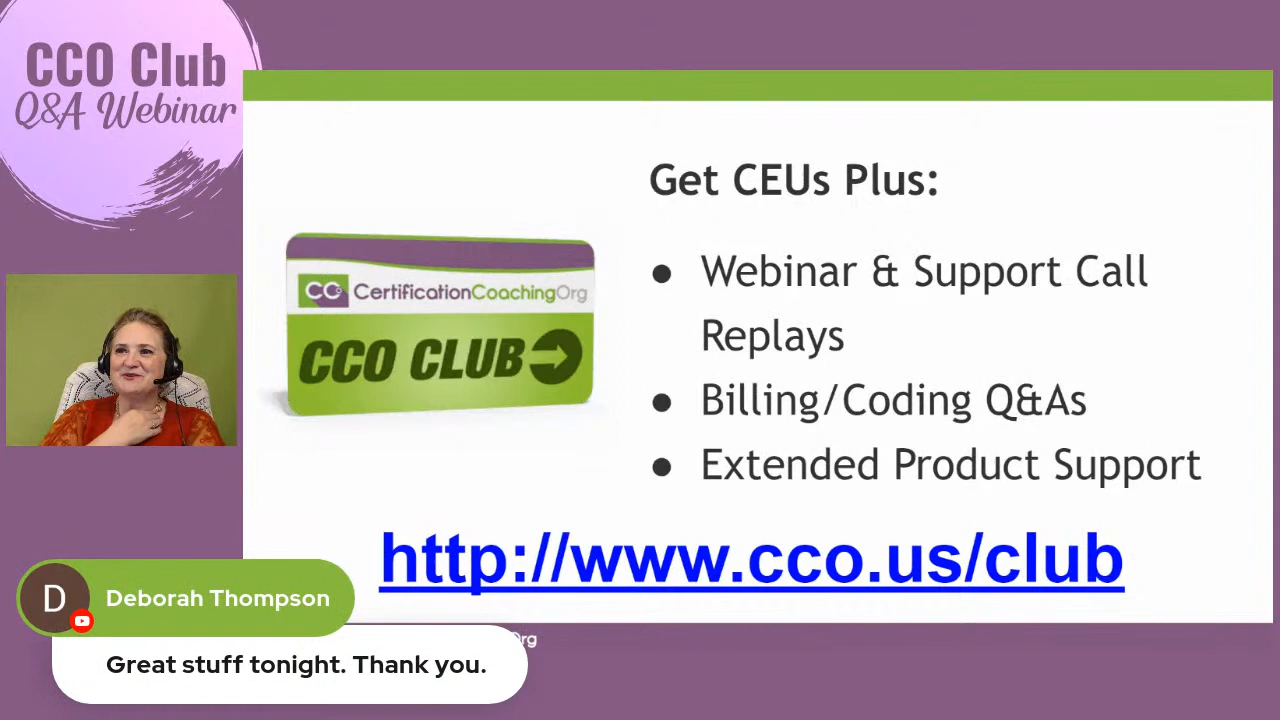 CCO Club
Q&A Webinar
Get CEUs Plus:
CCO CertificationCoachingOrg
CCO CLUB
● Webinar & Support Call
Replays
● Billing/Coding Q&As
● Extended Product Support
http://www.cco.us/club
D
Deborah Thompson
Great stuff tonight. Thank you.